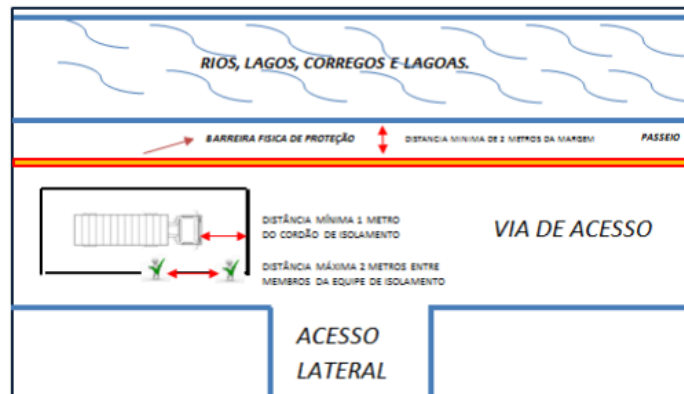 RIOS, LAGOS, CORREGOS E LAGOAS.
BARREIRA FISICA DE PROTEÇÃO
DISTANCIA MINIMA DE 2 METROS DA MARGEM
PASSEIO
DISTÂNCIA MÍNIMA 1 METRO
DO CORDÃO DE ISOLAMENTO
VIA DE ACESSO
DISTÂNCIA MÁXIMA 2 METROS ENTRE
MEMBROS DA EQUIPE DE ISOLAMENTO
ACESSO
LATERAL